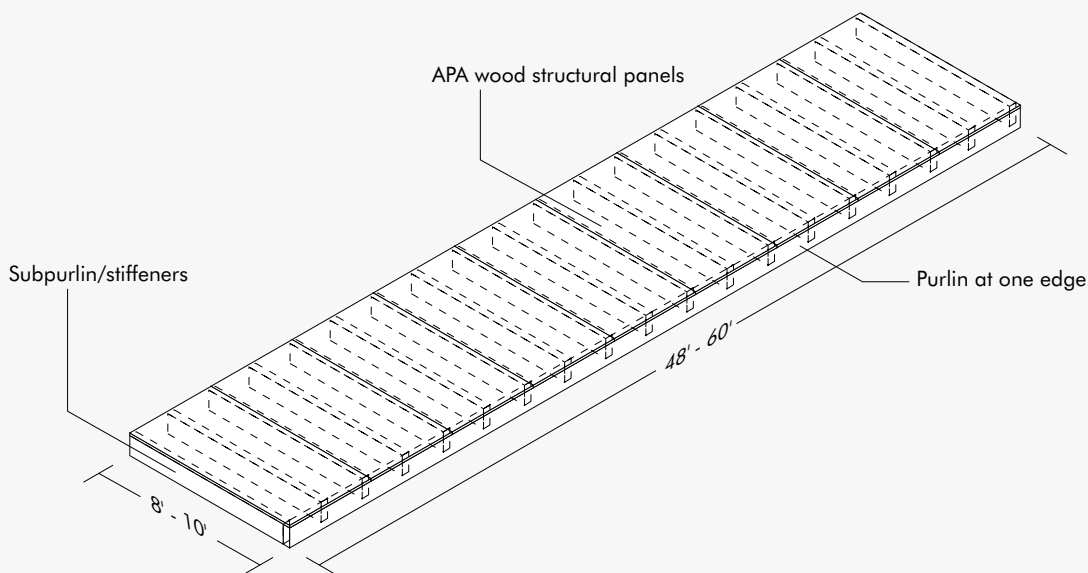 APA wood structural panels
Subpurlin/stiffeners
Purlin at one edge
48' - 60'
8' - 10'